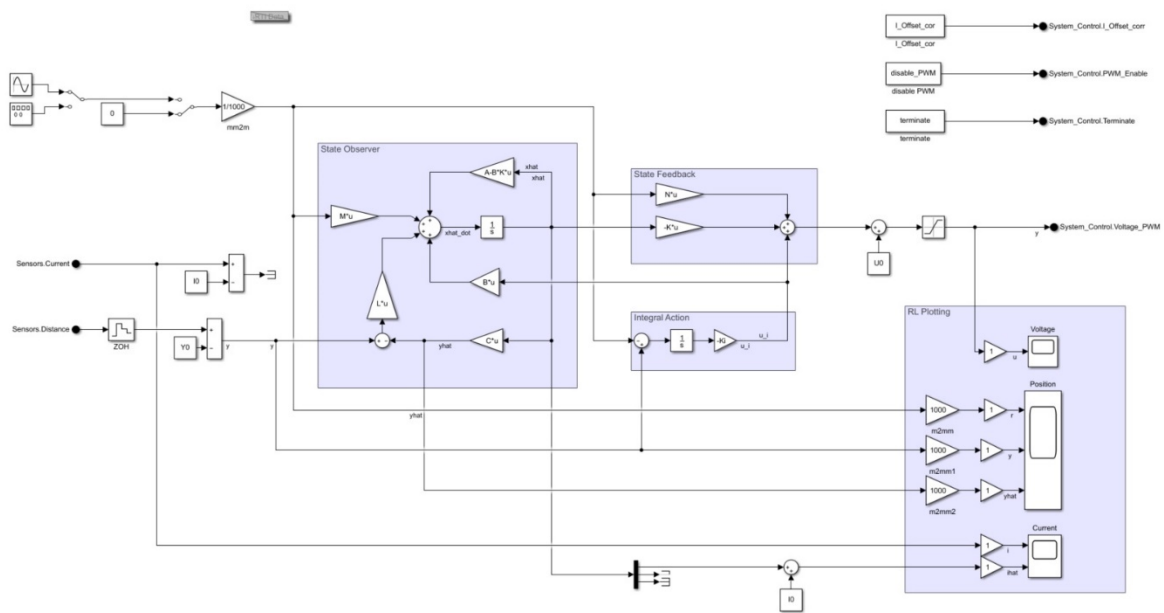 I_Offset_cor
I_Offset_cor
System_Control.I_Offset_corr
disable_PWM
disable PWM
System_Control.PWM_Enable
terminate
terminate
System_Control.Terminate
0
1/1000
mm2m
State Observer
A-B*K*u
xhat
xhat
M*u
xhat_dot
1
s
L*u
B*u
yhat
C*u
State Feedback
N*u
-K*u
U0
y
System_Control.Voltage_PWM
Sensors.Current
I0
Sensors.Distance
ZOH
Y0
y
y
Integral Action
1
s
-Ki
u_i
u_i
RL Plotting
Voltage
1
u
Position
yhat
1000
m2mm
1
r
1000
m2mm1
1
y
1000
m2mm2
1
yhat
Current
1
i
1
ihat
I0